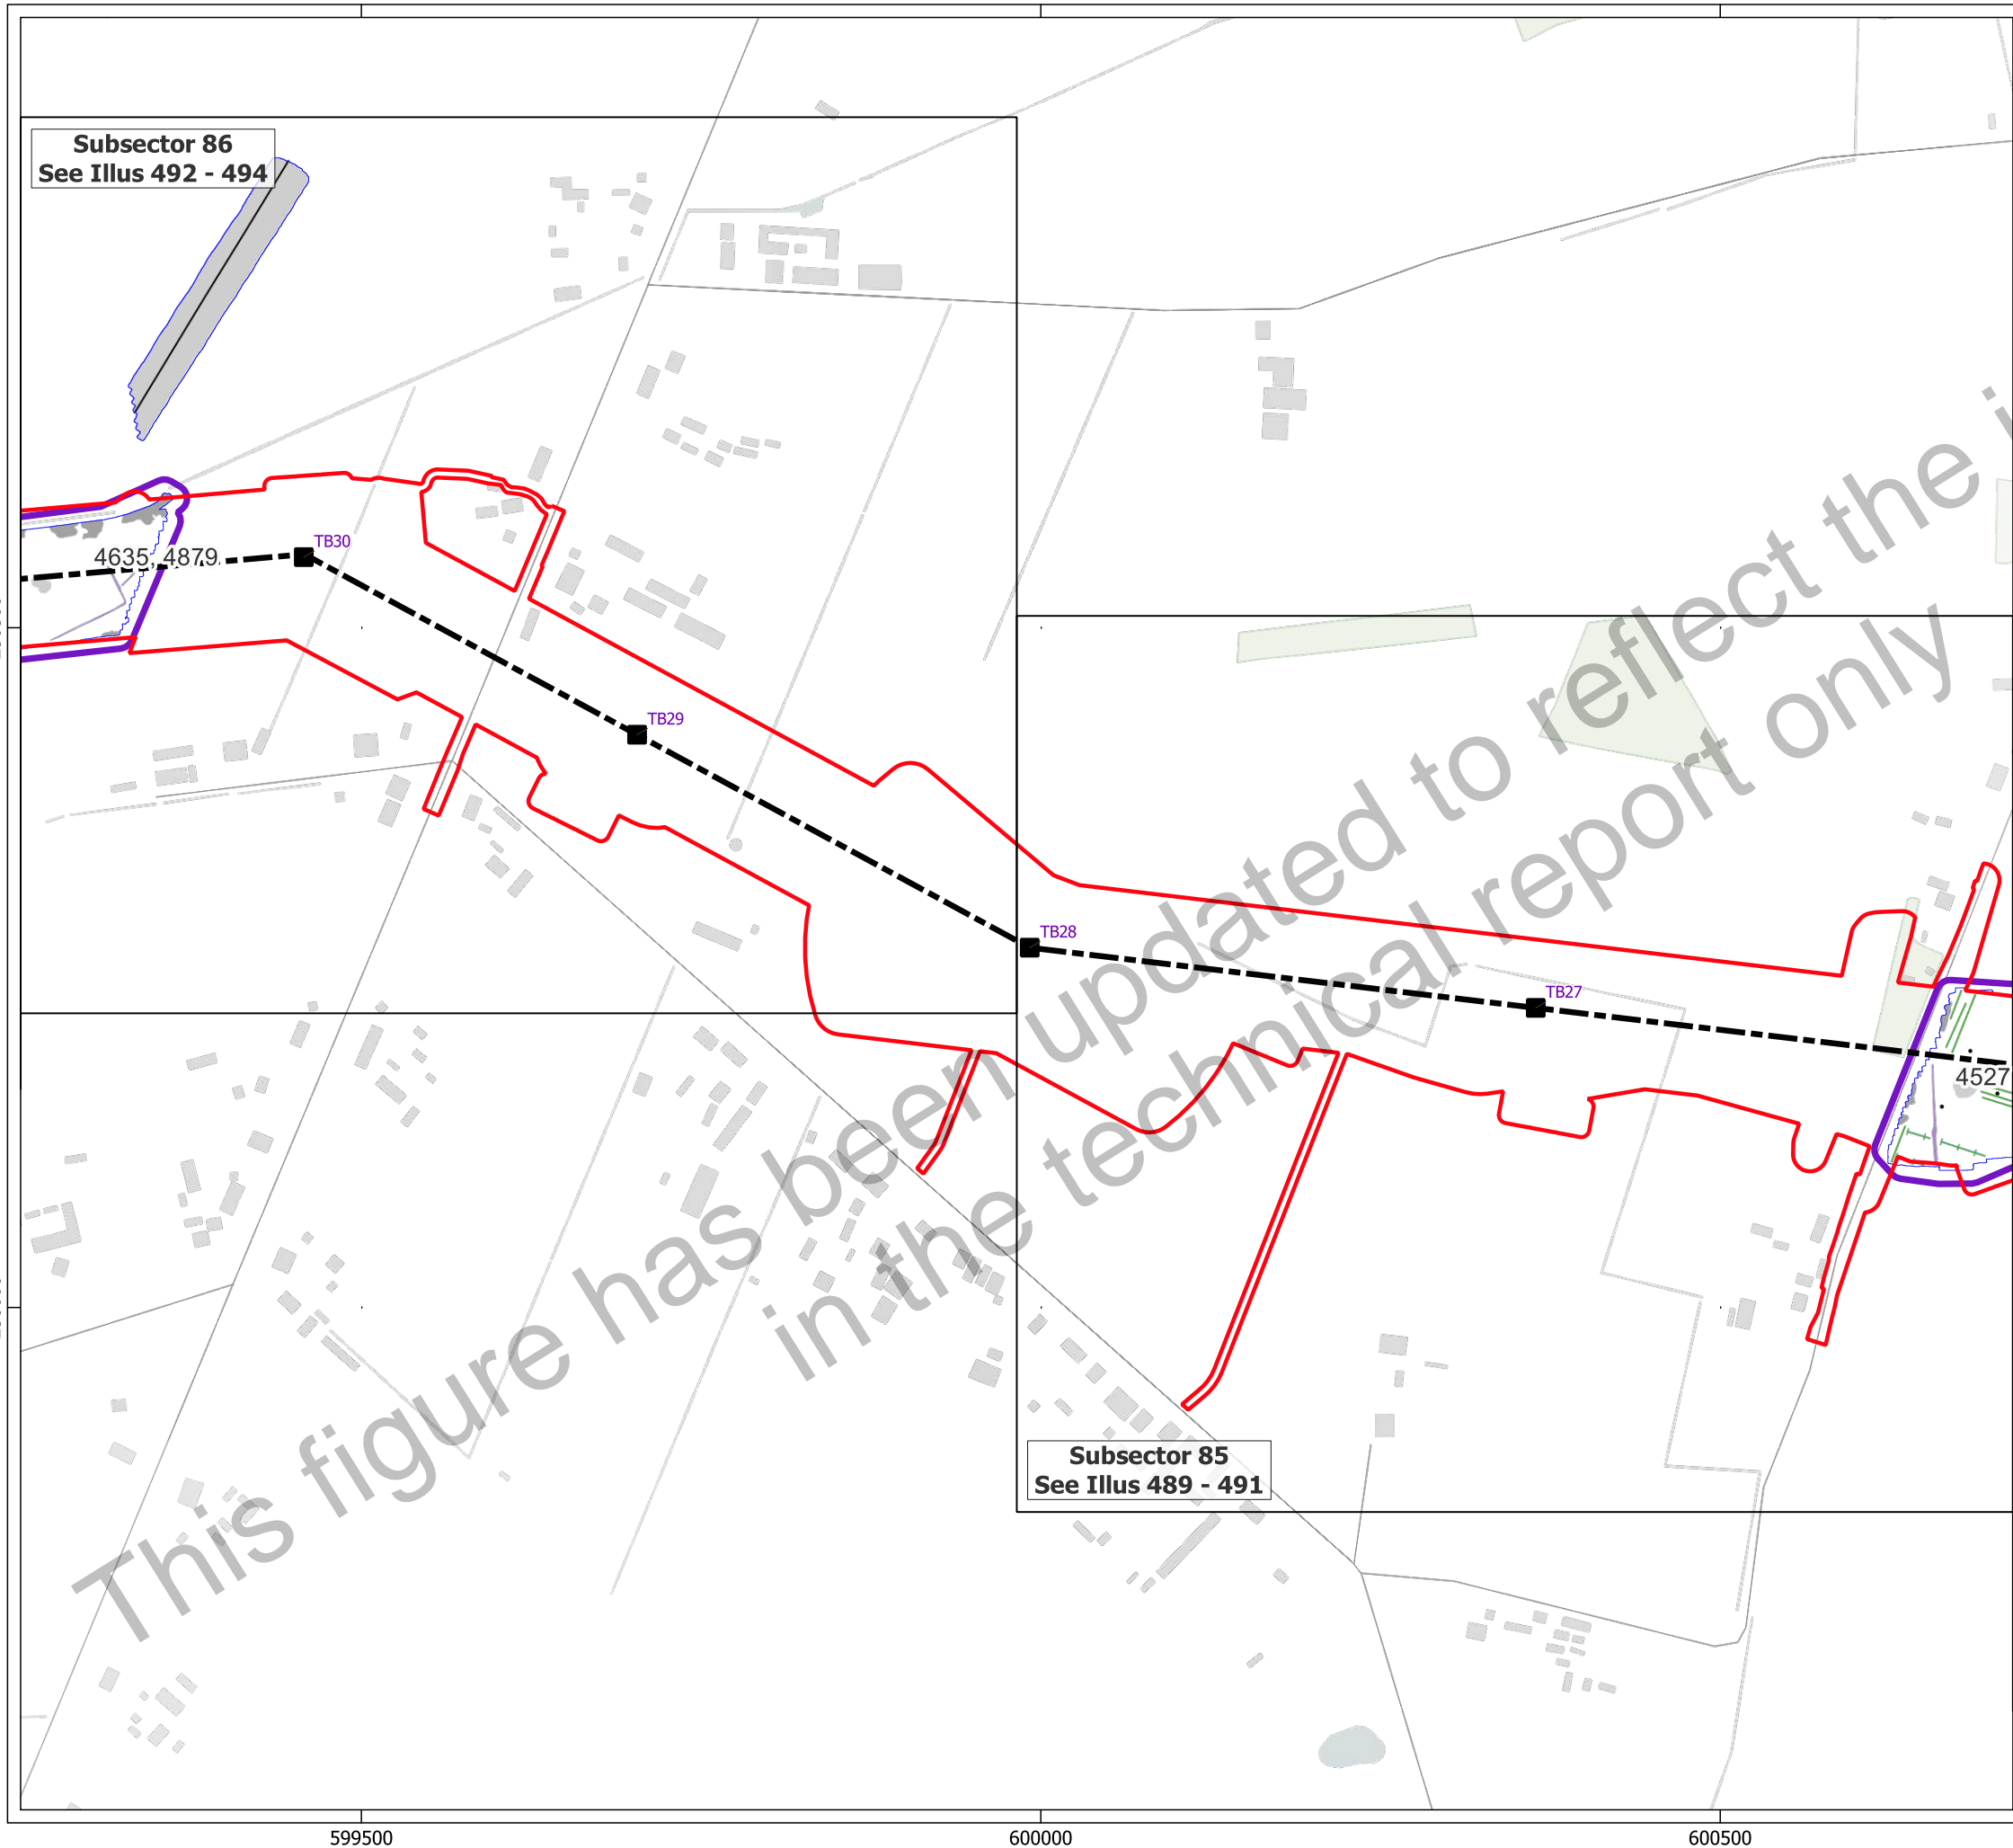 Subsector 86
See Illus 492 - 494
4635, 4879
TB30
TB29
TB28
TB27
4527
This figure has been updated to reflect the
in the technical report only
Subsector 85
See Illus 489 - 491
599500
600000
600500